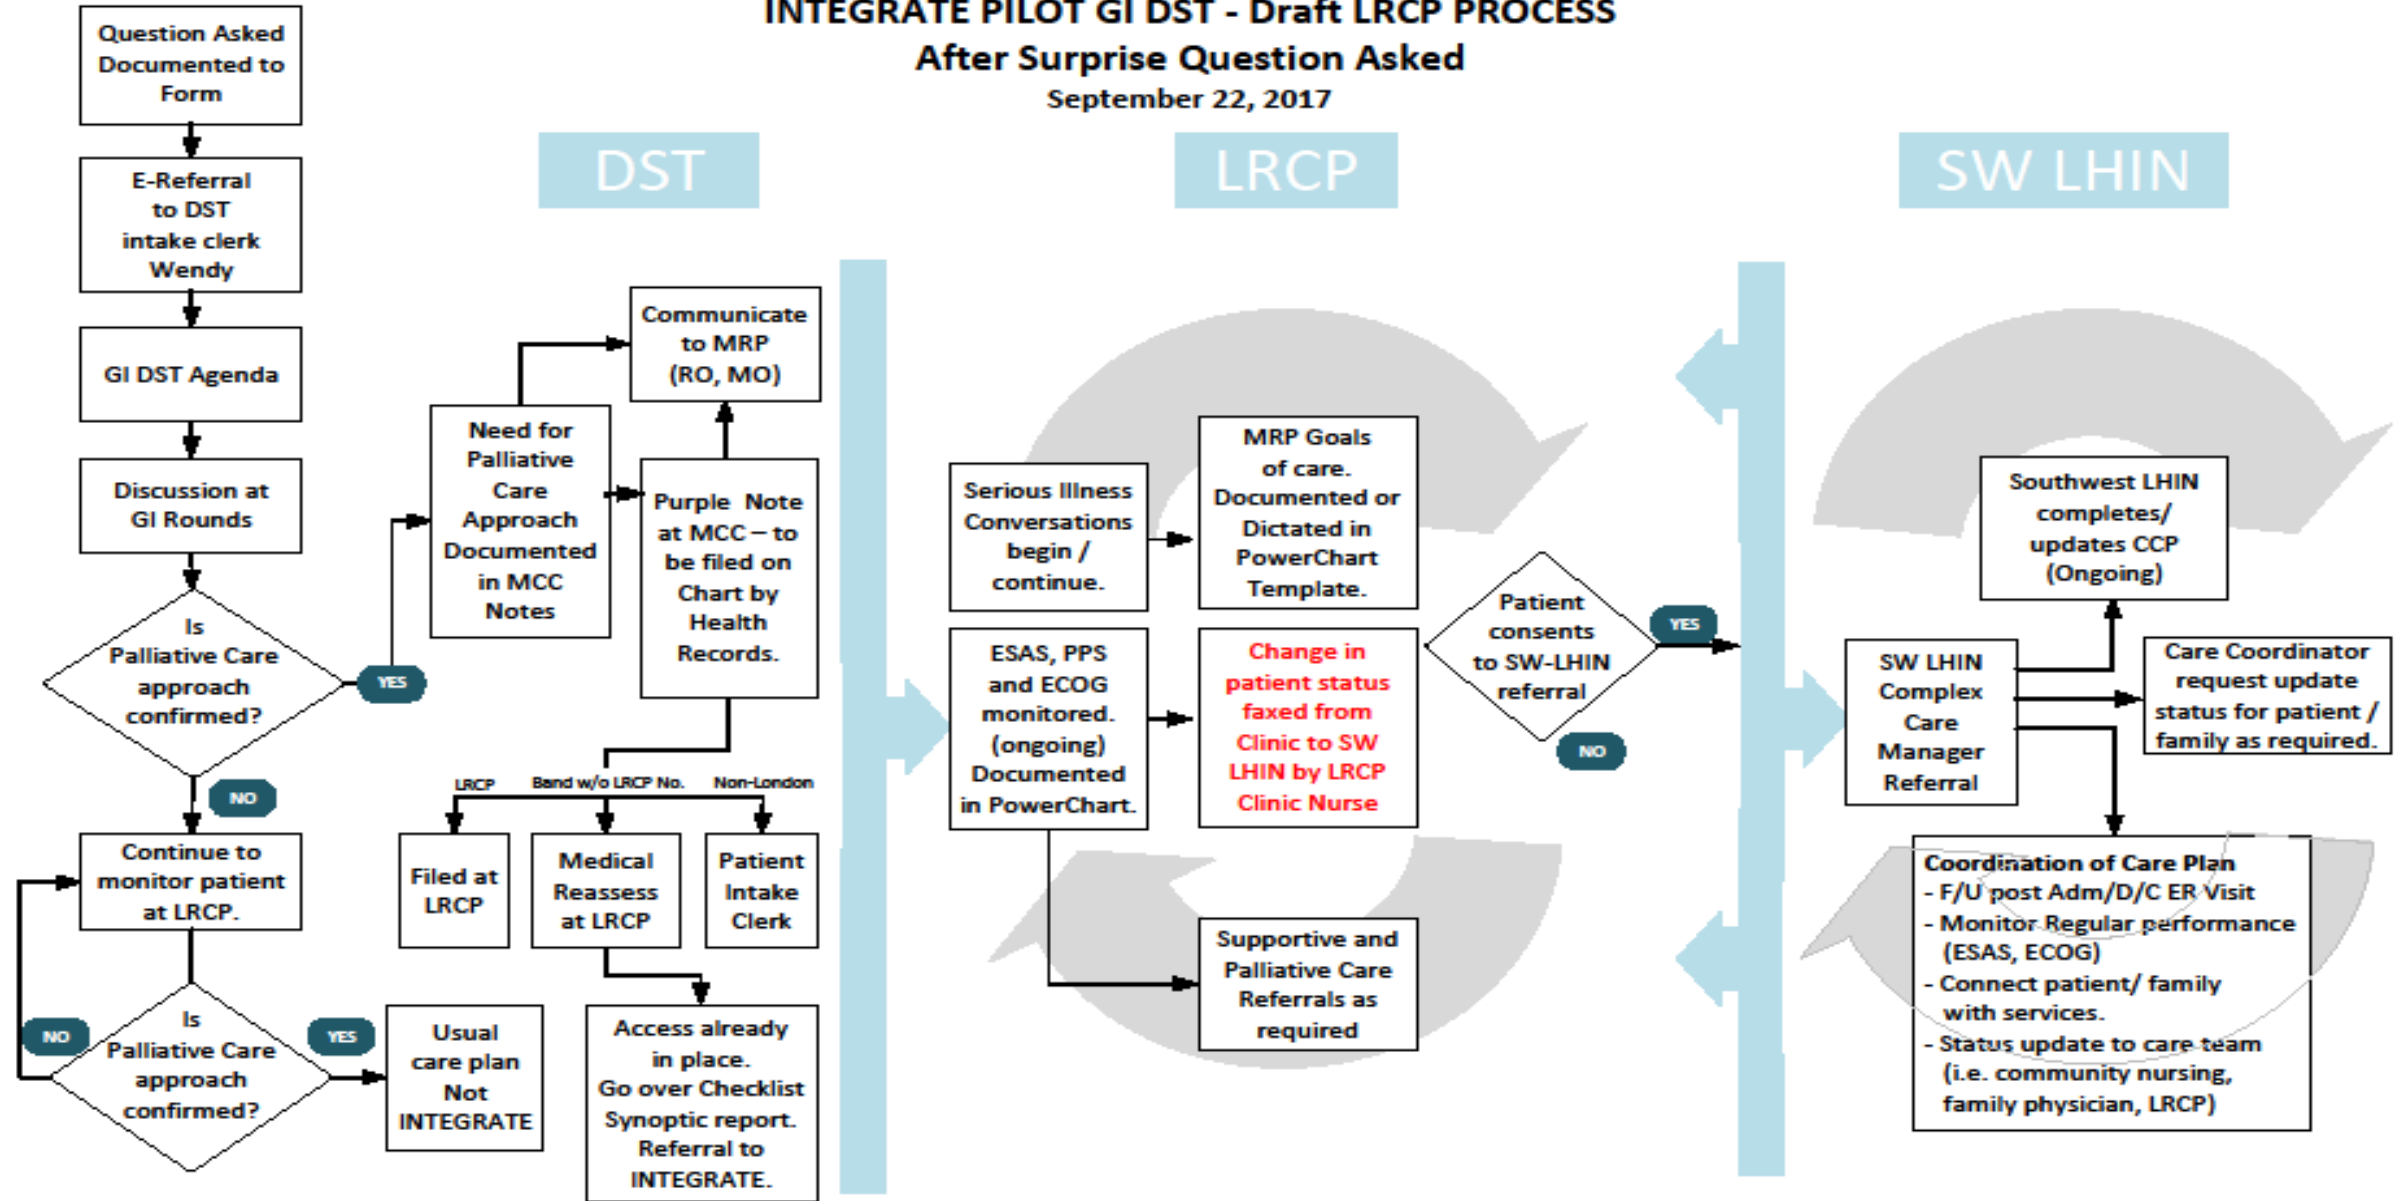 INTEGRATE PILOT GI DST - Draft LRCP PROCESS
After Surprise Question Asked
September 22, 2017
Question Asked
Documented to
Form
E-Referral
to DST
intake clerk
Wendy
GI DST Agenda
Discussion at
GI Rounds
Is
Palliative Care
approach
confirmed?
YES
NO
Continue to
monitor patient
at LRCP.
Is
Palliative Care
approach
confirmed?
NO
YES
Usual
care plan
Not
INTEGRATE
DST
Communicate
to MRP
(RO, MO)
Need for
Palliative
Care
Approach
Documented
in MCC
Notes
Purple Note
at MCC – to
be filed on
Chart by
Health
Records.
LRCP
Band w/o LRCP No.
Non-London
Filed at
LRCP
Medical
Reassess
at LRCP
Patient
Intake
Clerk
Access already
in place.
Go over Checklist
Synoptic report.
Referral to
INTEGRATE.
LRCP
Serious Illness
Conversations
begin /
continue.
MRP Goals
of care.
Documented or
Dictated in
PowerChart
Template.
ESAS, PPS
and ECOG
monitored.
(ongoing)
Documented
in PowerChart.
Change in
patient status
faxed from
Clinic to SW
LHIN by LRCP
Clinic Nurse
Supportive and
Palliative Care
Referrals as
required
Patient
consents
to SW-LHIN
referral
YES
NO
SW LHIN
Southwest LHIN
completes/
updates CCP
(Ongoing)
SW LHIN
Complex
Care
Manager
Referral
Care Coordinator
request update
status for patient /
family as required.
Coordination of Care Plan
- F/U post Adm/D/C ER Visit
- Monitor Regular performance
(ESAS, ECOG)
- Connect patient/ family
with services.
- Status update to care team
(i.e. community nursing,
family physician, LRCP)